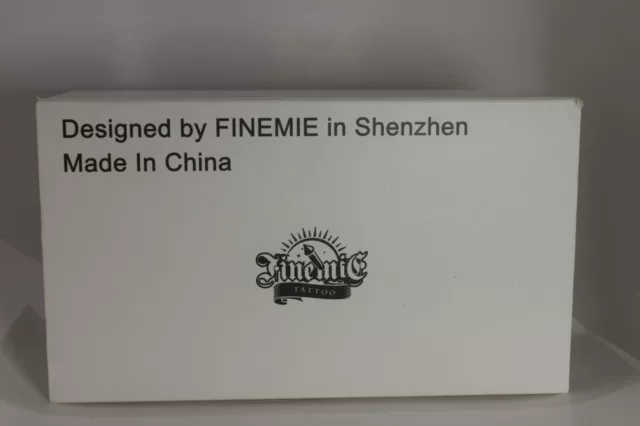 Designed by FINEMIE in Shenzhen
Made In China
FinemiE
TATTOO